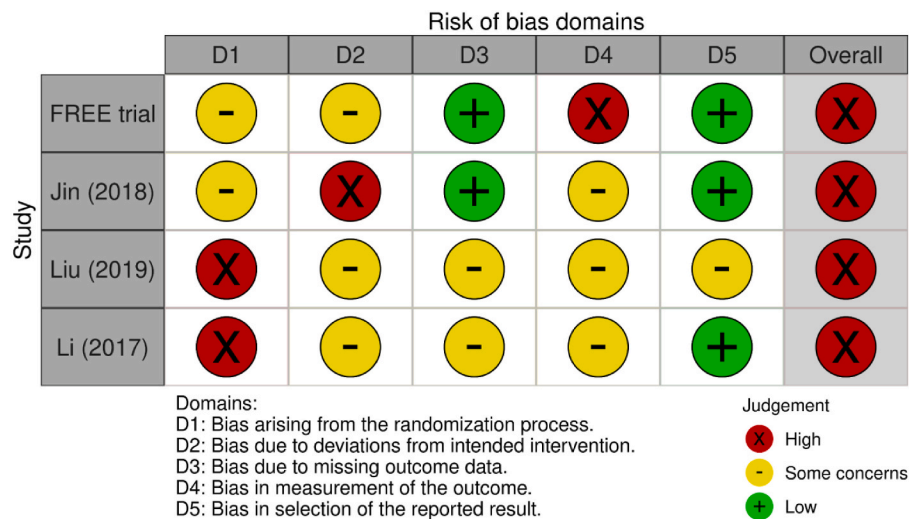 Risk of bias domains
D1 D2 D3 D4 D5 Overall
Study
FREE trial - - + X + X
Jin (2018) - X + - + X
Liu (2019) X - - - - X
Li (2017) X - - - + X
Domains:
D1: Bias arising from the randomization process.
D2: Bias due to deviations from intended intervention.
D3: Bias due to missing outcome data.
D4: Bias in measurement of the outcome.
D5: Bias in selection of the reported result.
Judgement
X High
- Some concerns
+ Low